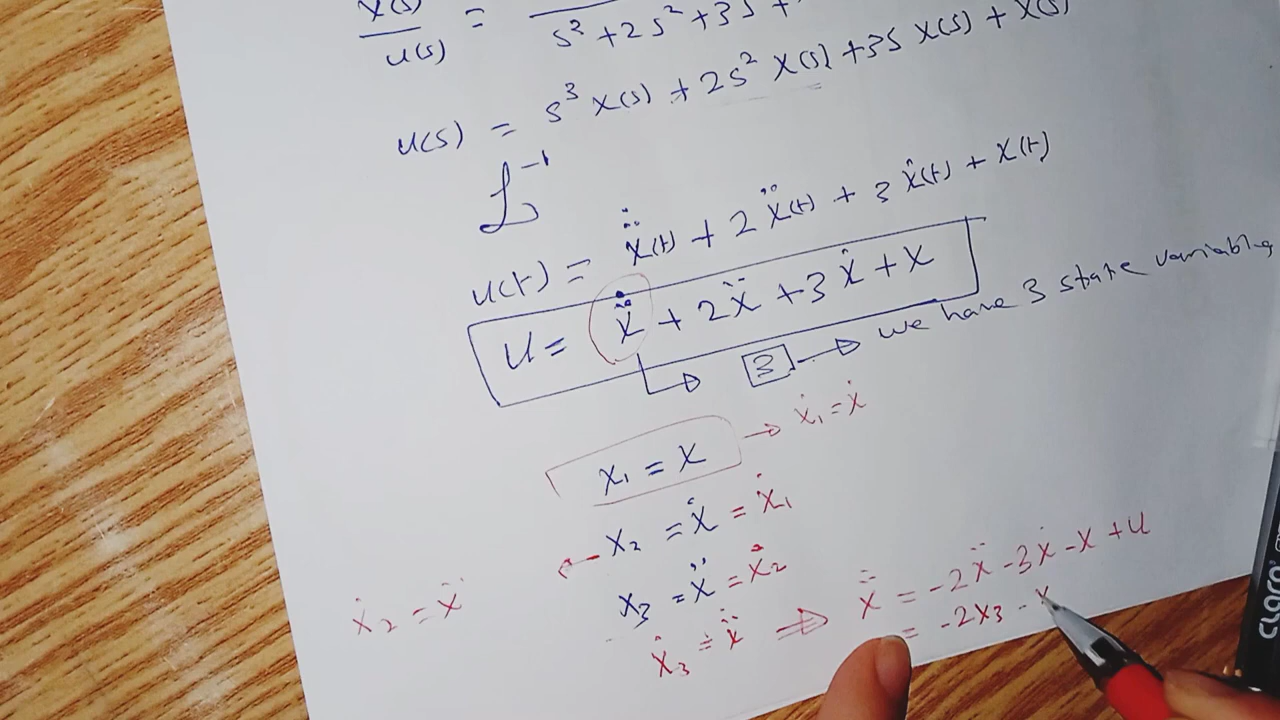 X(s)/U(s) = s³ + 2s² + 3s +
U(s) = s³ X(s) + 2s² X(s) + 3s X(s) + X(s)
ℒ⁻¹
u(t) = x⃛(t) + 2ẍ(t) + 3ẋ(t) + x(t)
u = x⃛ + 2ẍ + 3ẋ + x
→ 3 → we have 3 state variables
x₁ = x → ẋ₁ = ẋ
← x₂ = ẋ = ẋ₁
ẋ₂ = ẍ
x₃ = ẍ = ẋ₂
ẋ₃ = x⃛ ⇒ x⃛ = -2ẍ - 3ẋ - x + u
= -2x₃ - x
claro